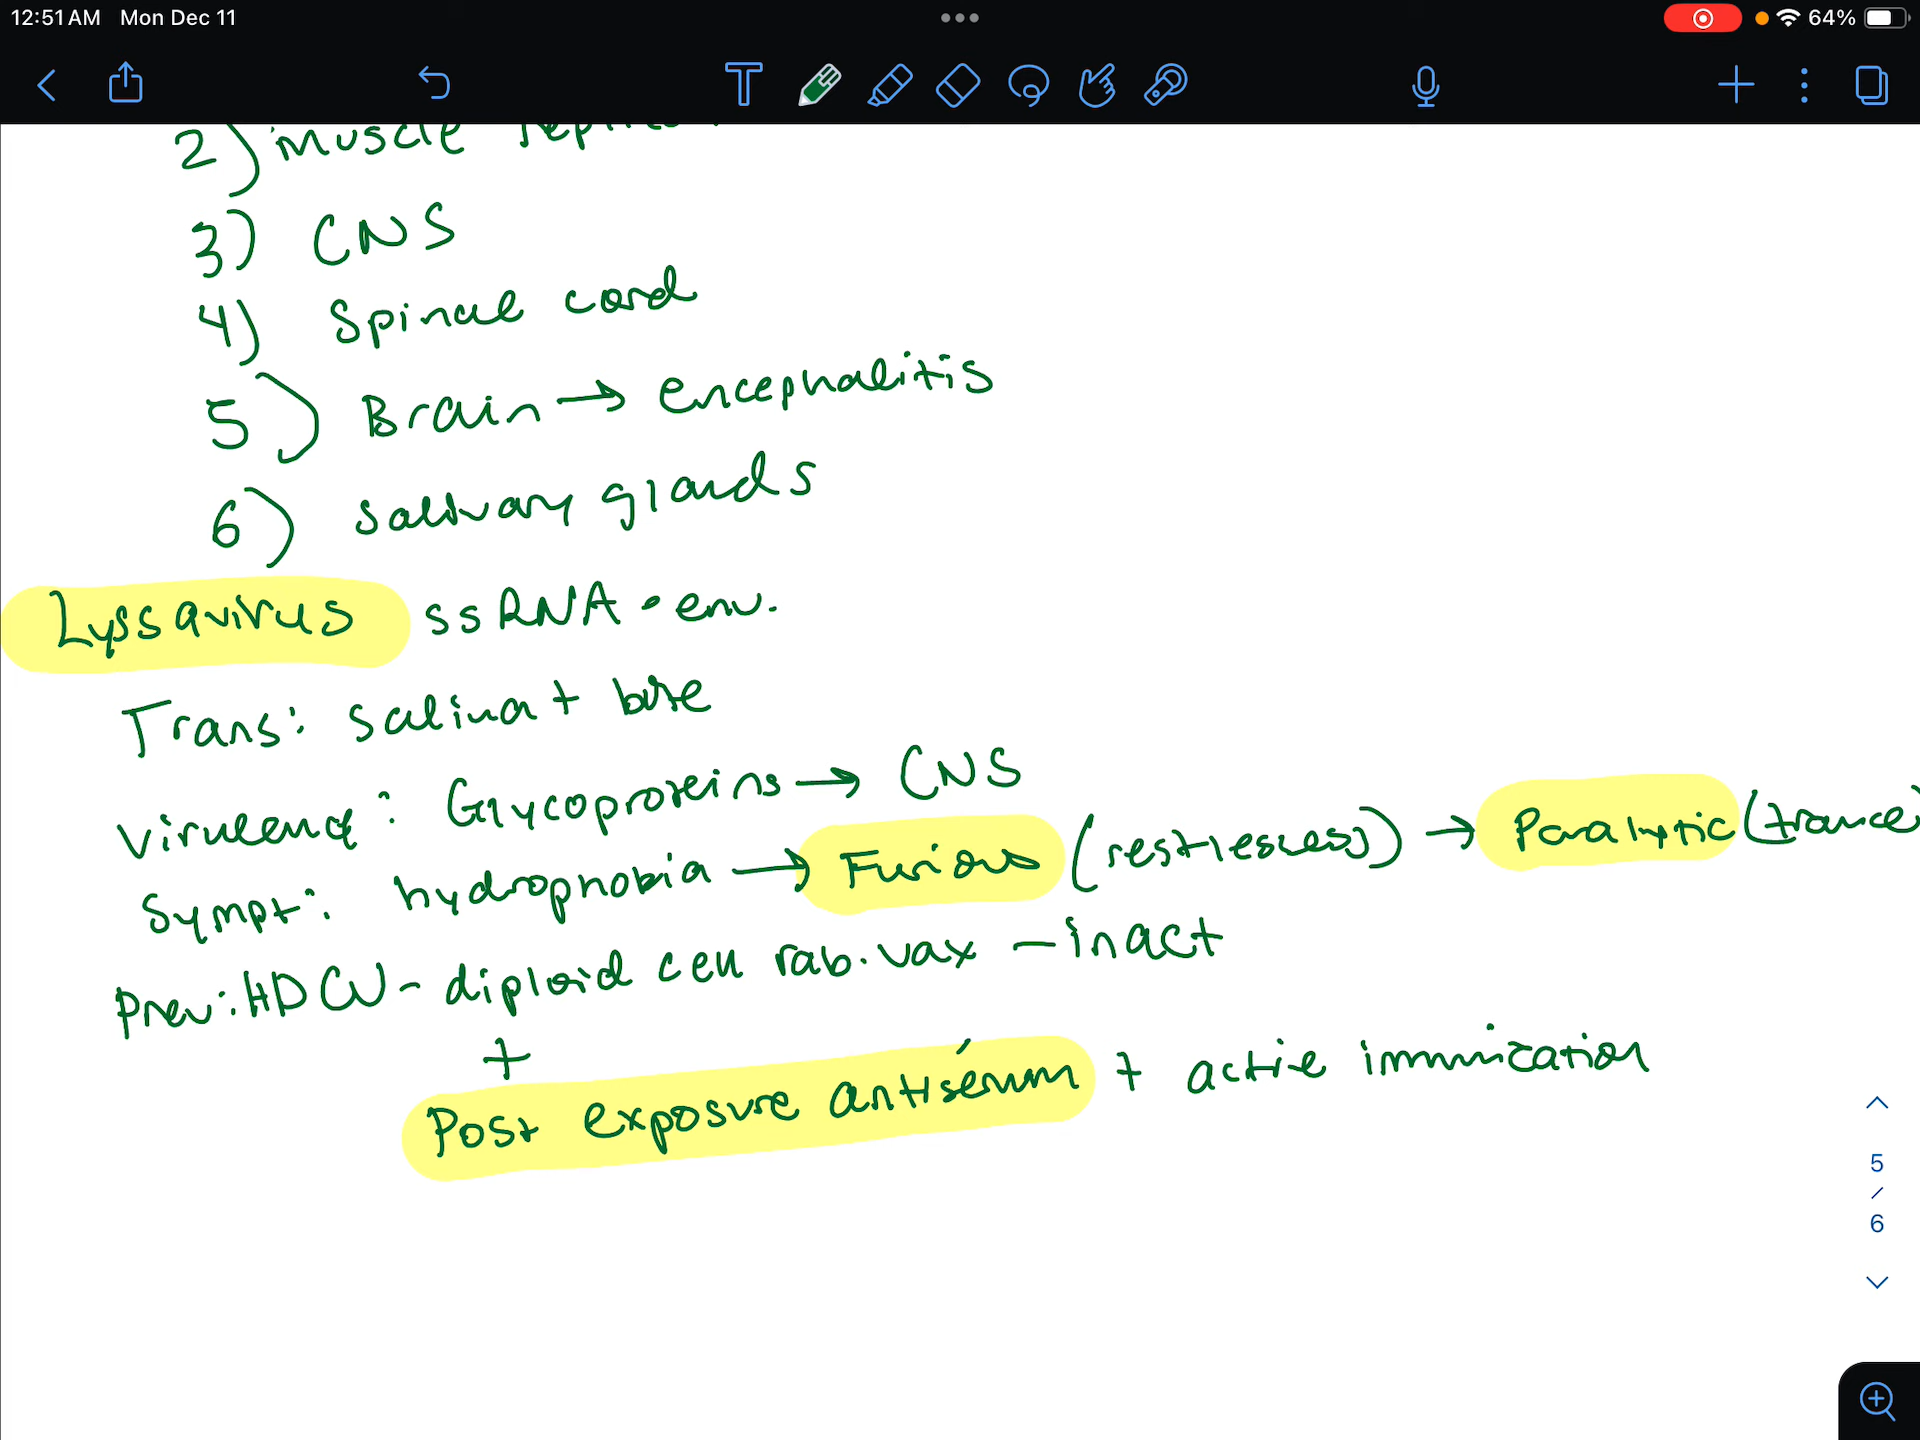 12:51 AM Mon Dec 11
64%
2) muscle
3) CNS
4) Spinal cord
5) Brain → encephalitis
6) salivary glands
Lyssavirus ssRNA • env.
Trans: saliva + bite
Virulence: Glycoproteins → CNS
Sympt: hydrophobia → Furious (restlessness) → Paralytic (trance)
Prev: HDCV - diploid cell rab. vax - inact
+
Post exposure antiserum + active immunization
5
/
6